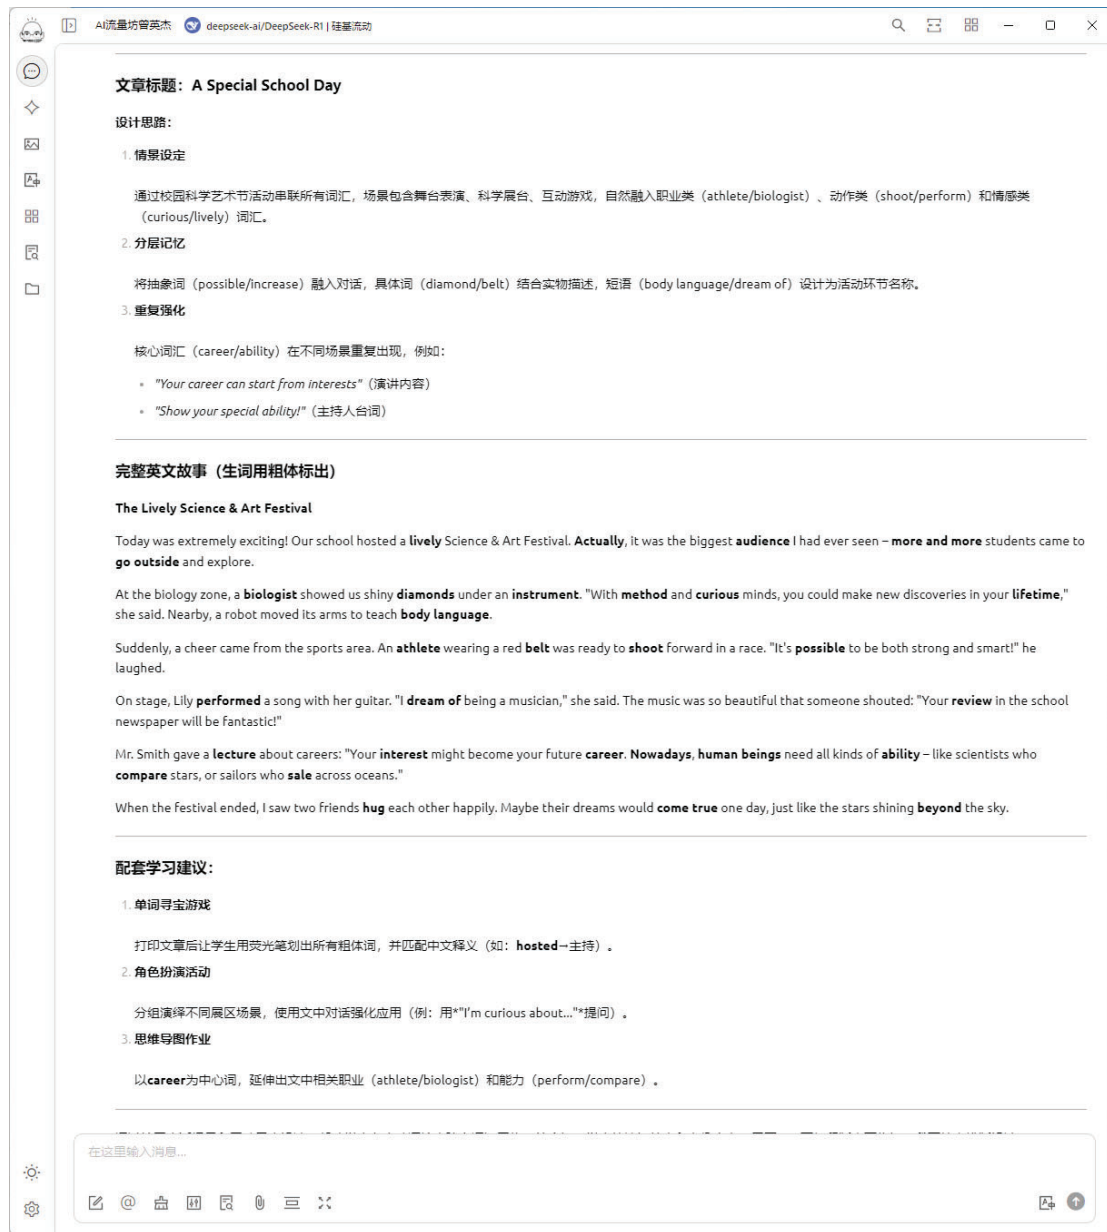 AI流量坊曾英杰 deepseek-ai/DeepSeek-R1 | 硅基流动
文章标题：A Special School Day
设计思路：
1. 情景设定
通过校园科学艺术节活动串联所有词汇，场景包含舞台表演、科学展台、互动游戏，自然融入职业类（athlete/biologist）、动作类（shoot/perform）和情感类
（curious/lively）词汇。
2. 分层记忆
将抽象词（possible/increase）融入对话，具体词（diamond/belt）结合实物描述，短语（body language/dream of）设计为活动环节名称。
3. 重复强化
核心词汇（career/ability）在不同场景重复出现，例如：
"Your career can start from interests"（演讲内容）
"Show your special ability!"（主持人台词）
完整英文故事（生词用粗体标出）
The Lively Science & Art Festival
Today was extremely exciting! Our school hosted a lively Science & Art Festival. Actually, it was the biggest audience I had ever seen – more and more students came to
go outside and explore.
At the biology zone, a biologist showed us shiny diamonds under an instrument. "With method and curious minds, you could make new discoveries in your lifetime,"
she said. Nearby, a robot moved its arms to teach body language.
Suddenly, a cheer came from the sports area. An athlete wearing a red belt was ready to shoot forward in a race. "It's possible to be both strong and smart!" he
laughed.
On stage, Lily performed a song with her guitar. "I dream of being a musician," she said. The music was so beautiful that someone shouted: "Your review in the school
newspaper will be fantastic!"
Mr. Smith gave a lecture about careers: "Your interest might become your future career. Nowadays, human beings need all kinds of ability – like scientists who
compare stars, or sailors who sale across oceans."
When the festival ended, I saw two friends hug each other happily. Maybe their dreams would come true one day, just like the stars shining beyond the sky.
配套学习建议：
1. 单词寻宝游戏
打印文章后让学生用荧光笔划出所有粗体词，并匹配中文释义（如：hosted→主持）。
2. 角色扮演活动
分组演绎不同展区场景，使用文中对话强化应用（例：用*"I'm curious about..."*提问）。
3. 思维导图作业
以career为中心词，延伸出文中相关职业（athlete/biologist）和能力（perform/compare）。
在这里输入消息...